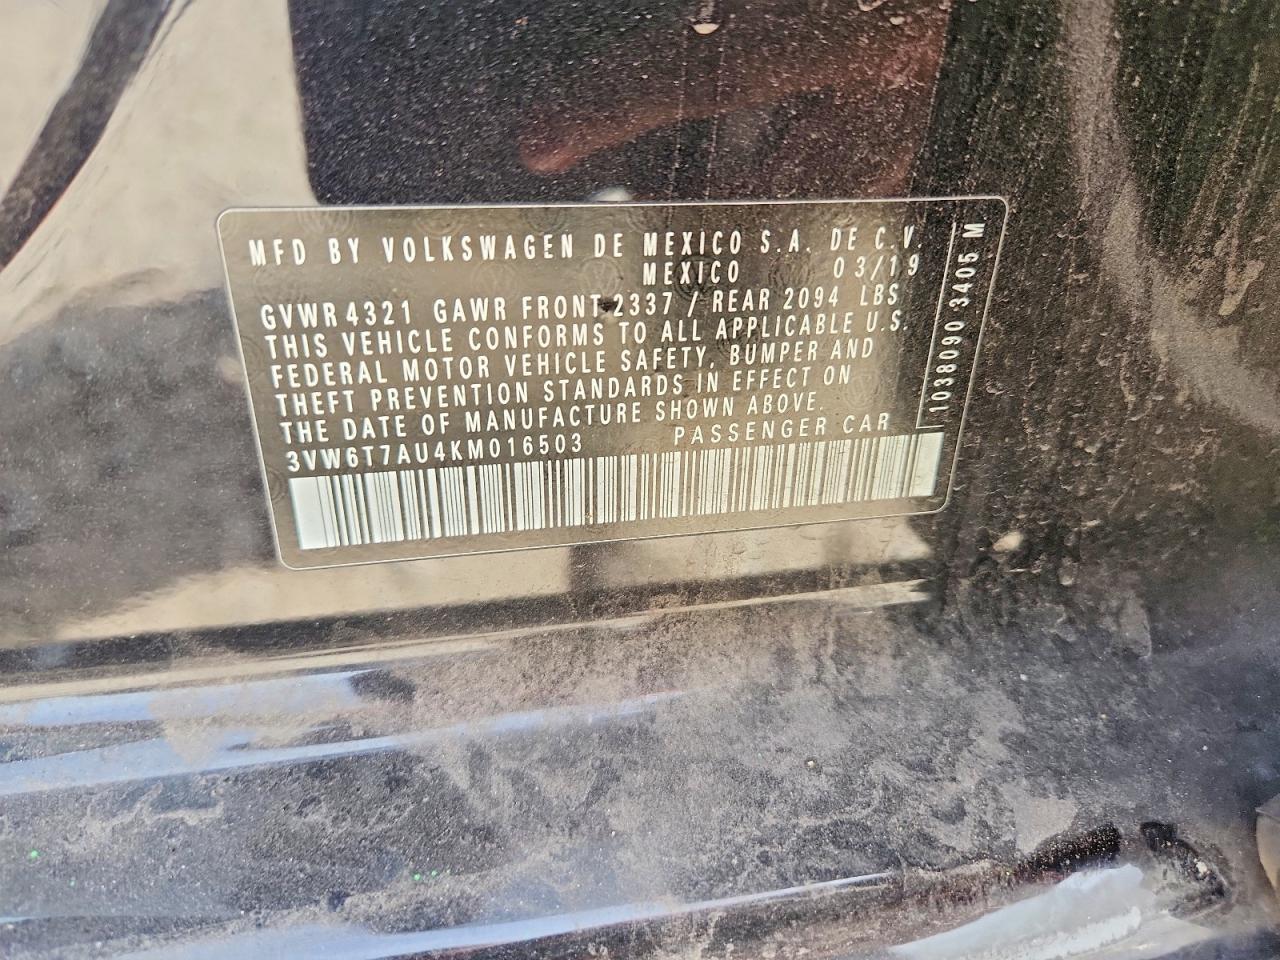 MFD BY VOLKSWAGEN DE MEXICO S.A. DE C.V.
MEXICO 03/19
GVWR 4321 GAWR FRONT 2337 / REAR 2094 LBS
THIS VEHICLE CONFORMS TO ALL APPLICABLE U.S.
FEDERAL MOTOR VEHICLE SAFETY, BUMPER AND
THEFT PREVENTION STANDARDS IN EFFECT ON
THE DATE OF MANUFACTURE SHOWN ABOVE.
3VW6T7AU4KM016503 PASSENGER CAR
1038090 3405 M